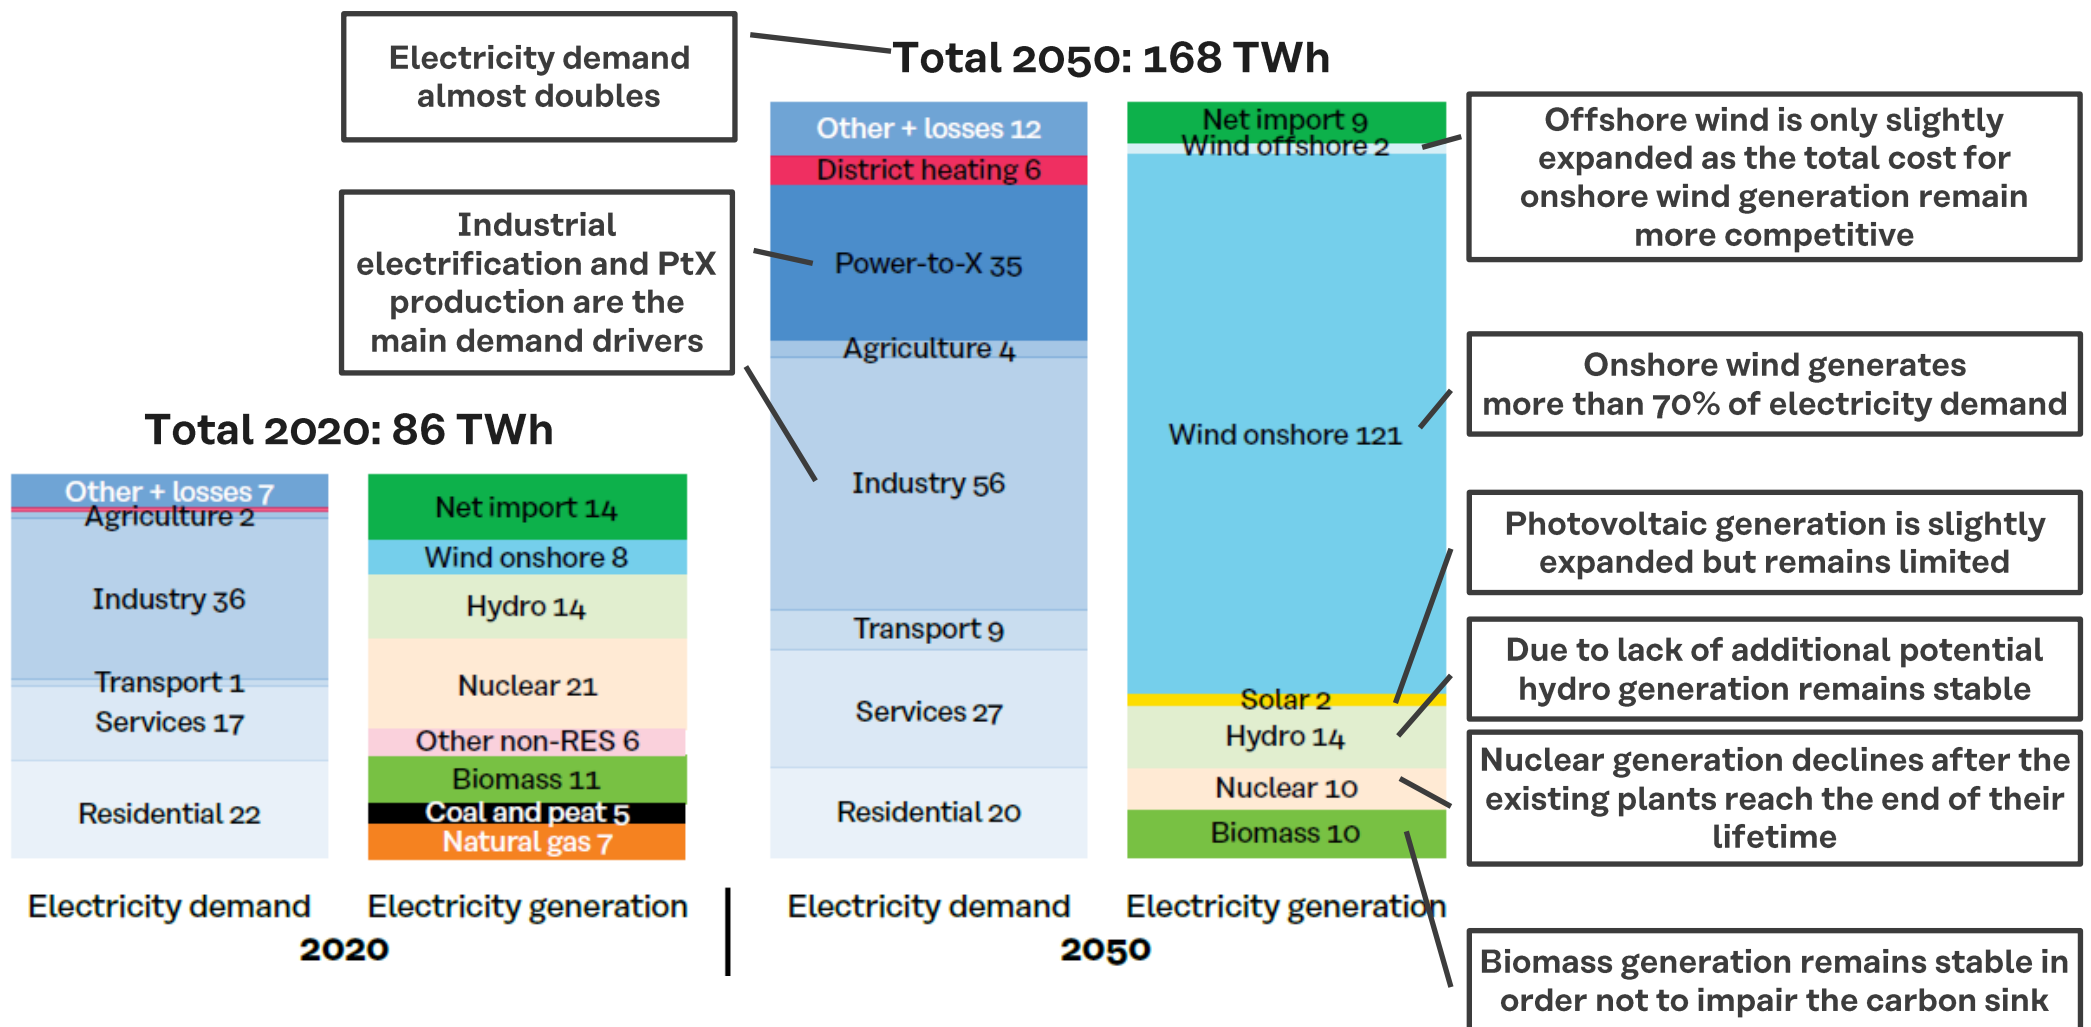 Electricity demand
almost doubles
Total 2050: 168 TWh
Industrial
electrification and PtX
production are the
main demand drivers
Total 2020: 86 TWh
Other + losses 7
Agriculture 2
Industry 36
Transport 1
Services 17
Residential 22
Net import 14
Wind onshore 8
Hydro 14
Nuclear 21
Other non-RES 6
Biomass 11
Coal and peat 5
Natural gas 7
Electricity demand
Electricity generation
2020
Other + losses 12
District heating 6
Power-to-X 35
Agriculture 4
Industry 56
Transport 9
Services 27
Residential 20
Net import 9
Wind offshore 2
Wind onshore 121
Solar 2
Hydro 14
Nuclear 10
Biomass 10
Electricity demand
Electricity generation
2050
Offshore wind is only slightly
expanded as the total cost for
onshore wind generation remain
more competitive
Onshore wind generates
more than 70% of electricity demand
Photovoltaic generation is slightly
expanded but remains limited
Due to lack of additional potential
hydro generation remains stable
Nuclear generation declines after the
existing plants reach the end of their
lifetime
Biomass generation remains stable in
order not to impair the carbon sink